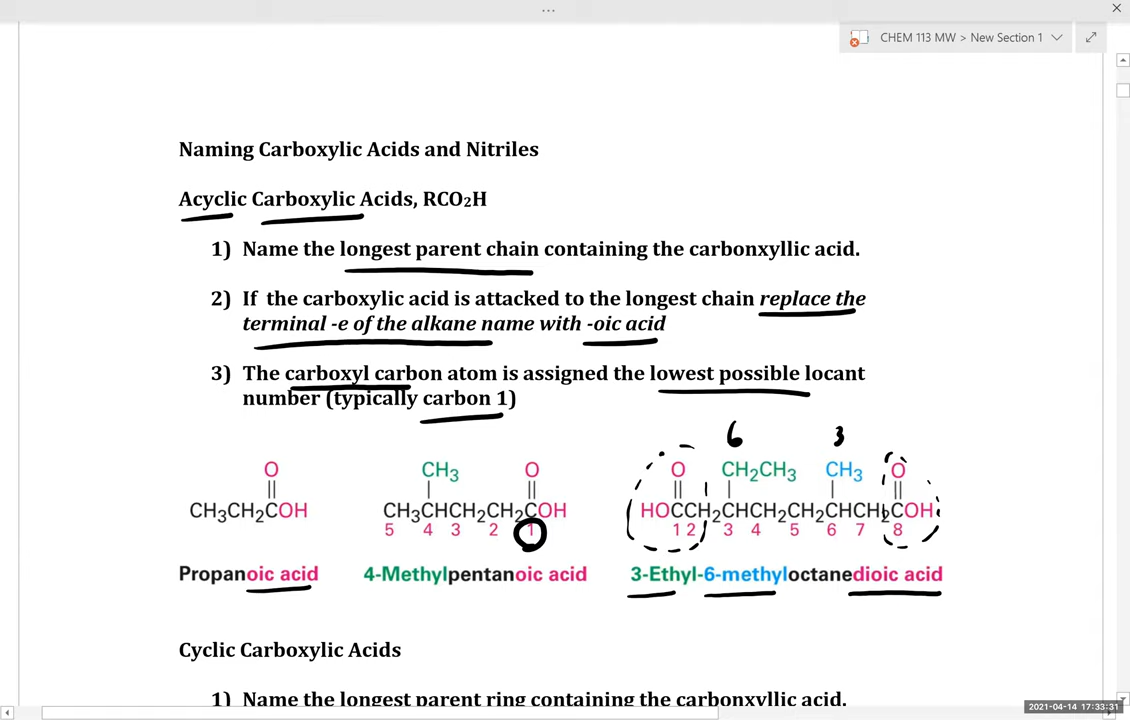 ...
CHEM 113 MW > New Section 1
Naming Carboxylic Acids and Nitriles
Acyclic Carboxylic Acids, RCO₂H
1) Name the longest parent chain containing the carbonxyllic acid.
2) If the carboxylic acid is attacked to the longest chain replace the
terminal -e of the alkane name with -oic acid
3) The carboxyl carbon atom is assigned the lowest possible locant
number (typically carbon 1)
6 3
O CH₃ O O CH₂CH₃ CH₃ O
CH₃CH₂COH CH₃CHCH₂CH₂COH HOCCH₂CHCH₂CH₂CH₂CHCH₂COH
5 4 3 2 1 1 2 3 4 5 6 7 8
Propanoic acid 4-Methylpentanoic acid 3-Ethyl-6-methyloctanedioic acid
Cyclic Carboxylic Acids
1) Name the longest parent ring containing the carbonxyllic acid.
2021-04-14 17:33:31